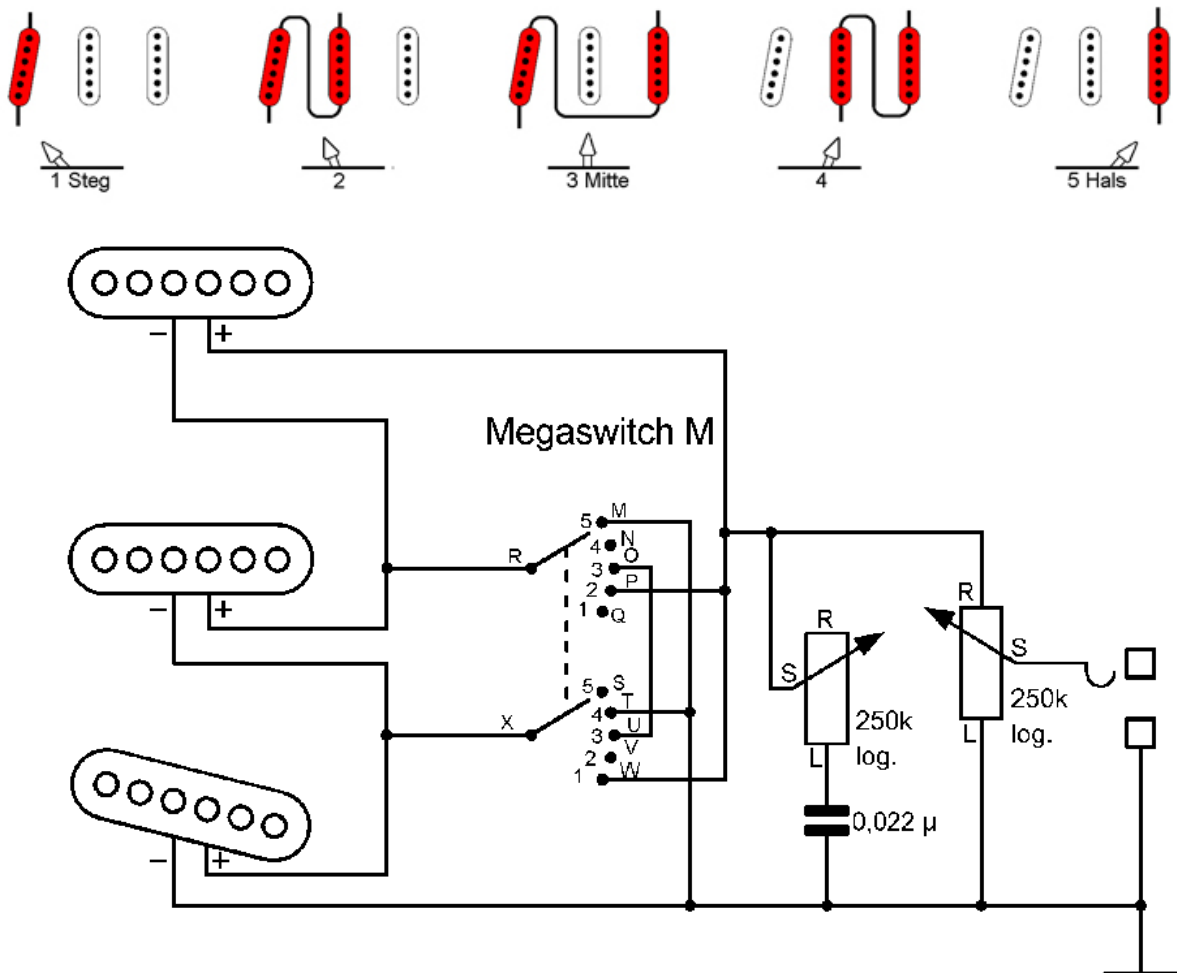 1 Steg
2
3 Mitte
4
5 Hals
– +
Megaswitch M
5 M
4 N
R
3 O
2 P
1 Q
– +
R
R
S
S
5 S
4 T
X
3 U
2 V
1 W
250k
log.
250k
log.
L
L
– +
0,022 µ